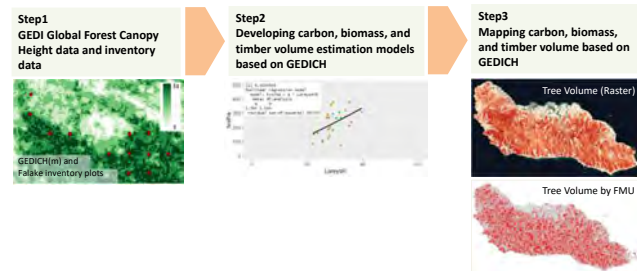 Step1
GEDI Global Forest Canopy
Height data and inventory
data
GEDICH(m) and
Falake inventory plots
Step2
Developing carbon, biomass, and
timber volume estimation models
based on GEDICH
Step3
Mapping carbon, biomass,
and timber volume based on
GEDICH
Tree Volume (Raster)
Tree Volume by FMU